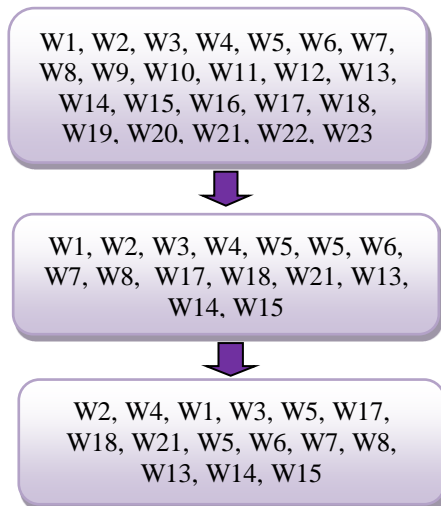 W1, W2, W3, W4, W5, W6, W7,
W8, W9, W10, W11, W12, W13,
W14, W15, W16, W17, W18,
W19, W20, W21, W22, W23
W1, W2, W3, W4, W5, W5, W6,
W7, W8, W17, W18, W21, W13,
W14, W15
W2, W4, W1, W3, W5, W17,
W18, W21, W5, W6, W7, W8,
W13, W14, W15